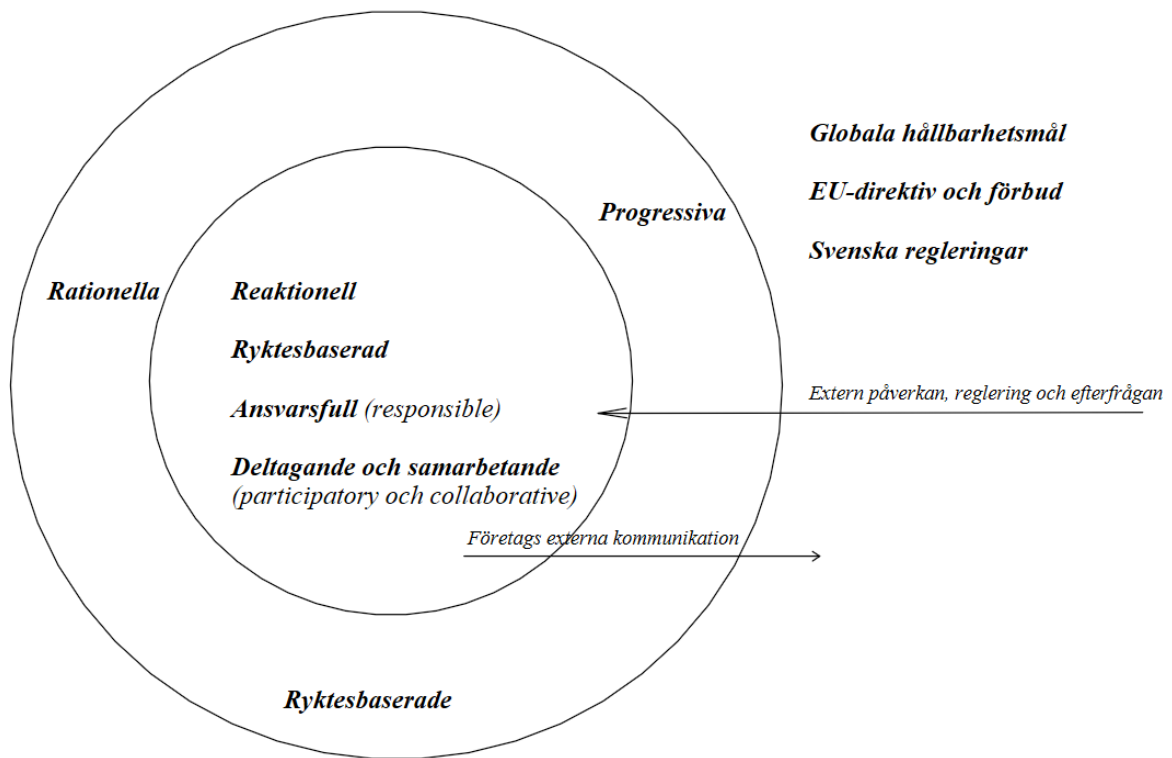 Globala hållbarhetsmål
EU-direktiv och förbud
Progressiva
Svenska regleringar
Rationella
Reaktionell
Ryktesbaserad
Extern påverkan, reglering och efterfrågan
Ansvarsfull (responsible)
Deltagande och samarbetande
(participatory och collaborative)
Företags externa kommunikation
Ryktesbaserade